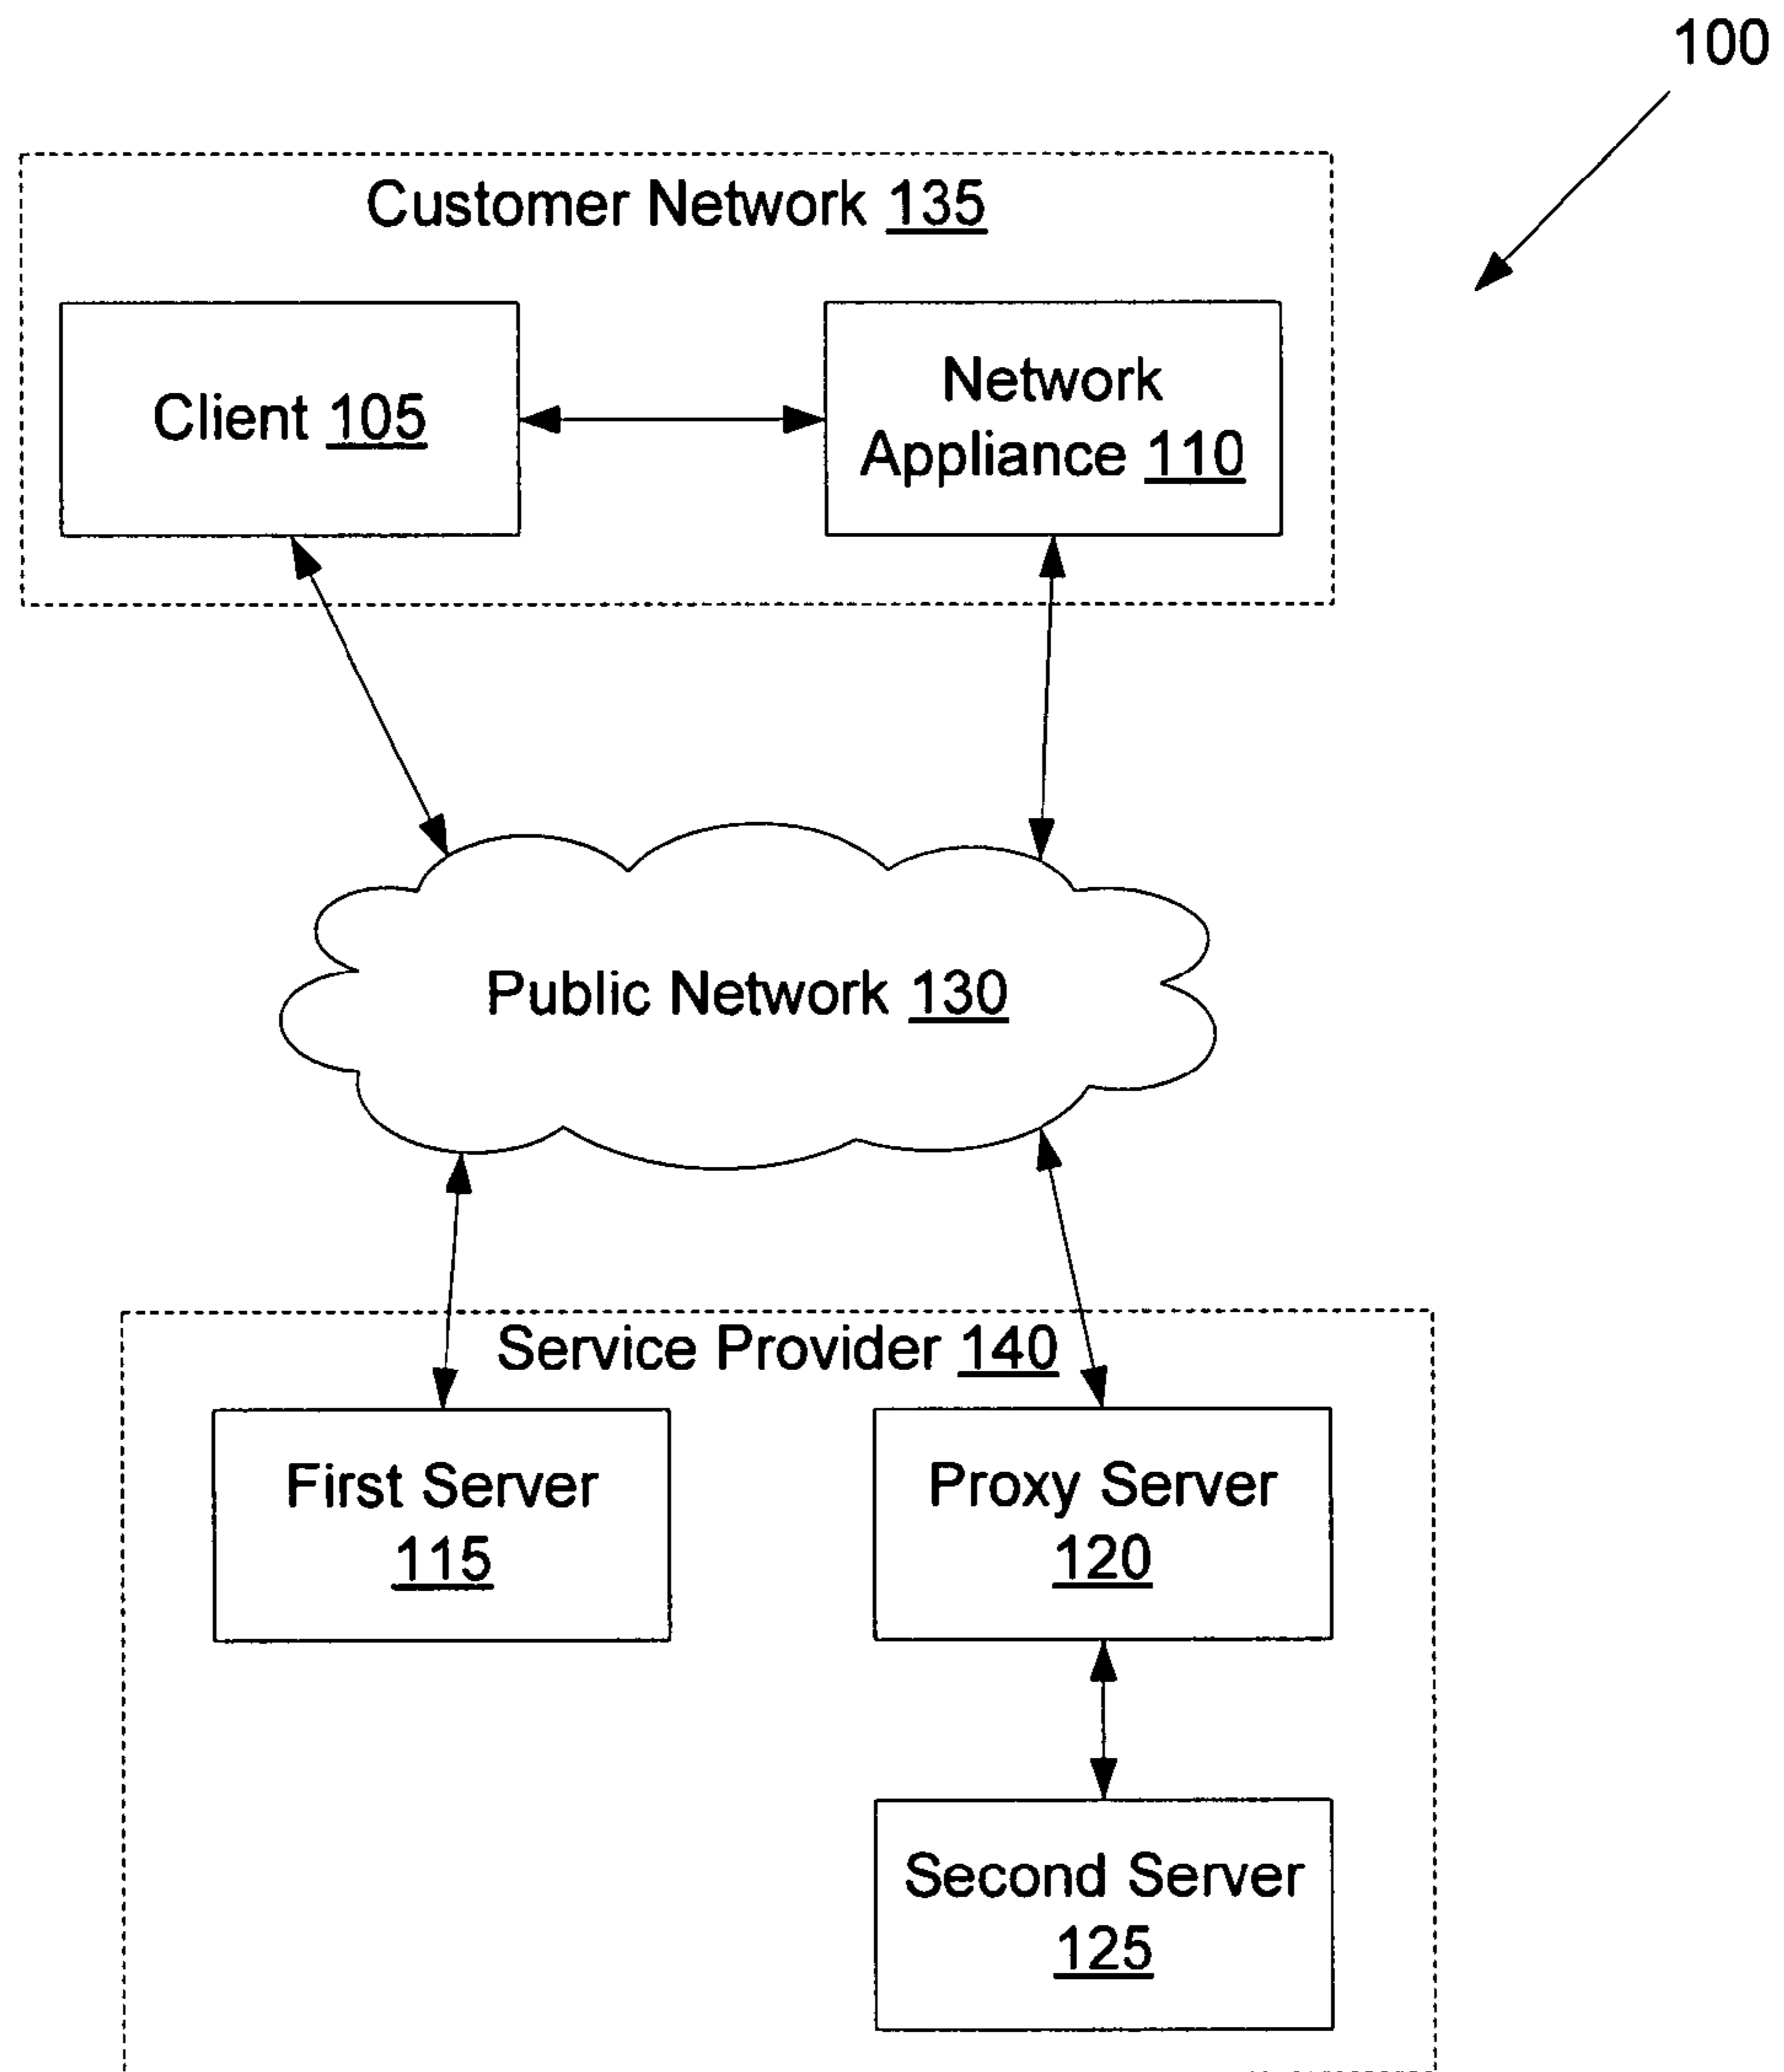 100
Customer Network 135
Client 105
Network
Appliance 110
Public Network 130
Service Provider 140
First Server
115
Proxy Server
120
Second Server
125